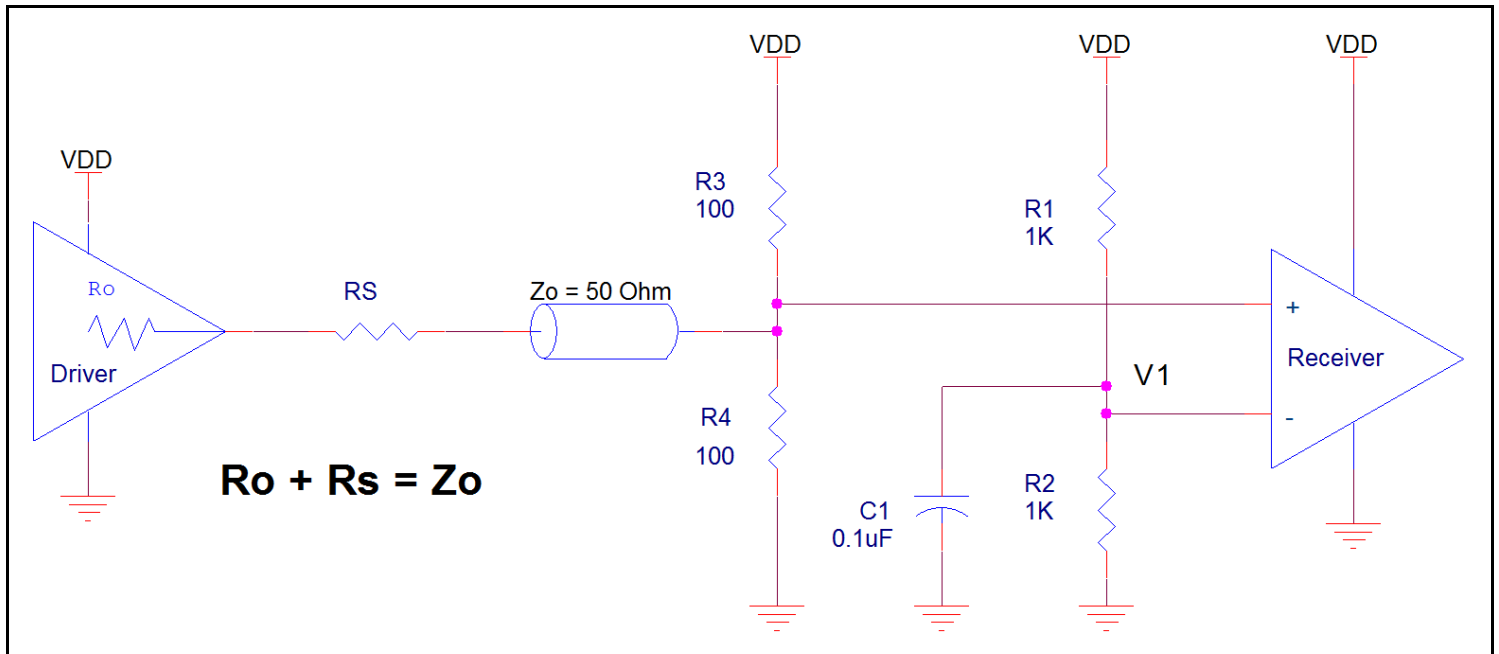 VDD
VDD
VDD
VDD
R3
100
R1
1K
Ro
RS
Zo = 50 Ohm
+
Driver
Receiver
V1
R4
100
-
Ro + Rs = Zo
R2
1K
C1
0.1uF